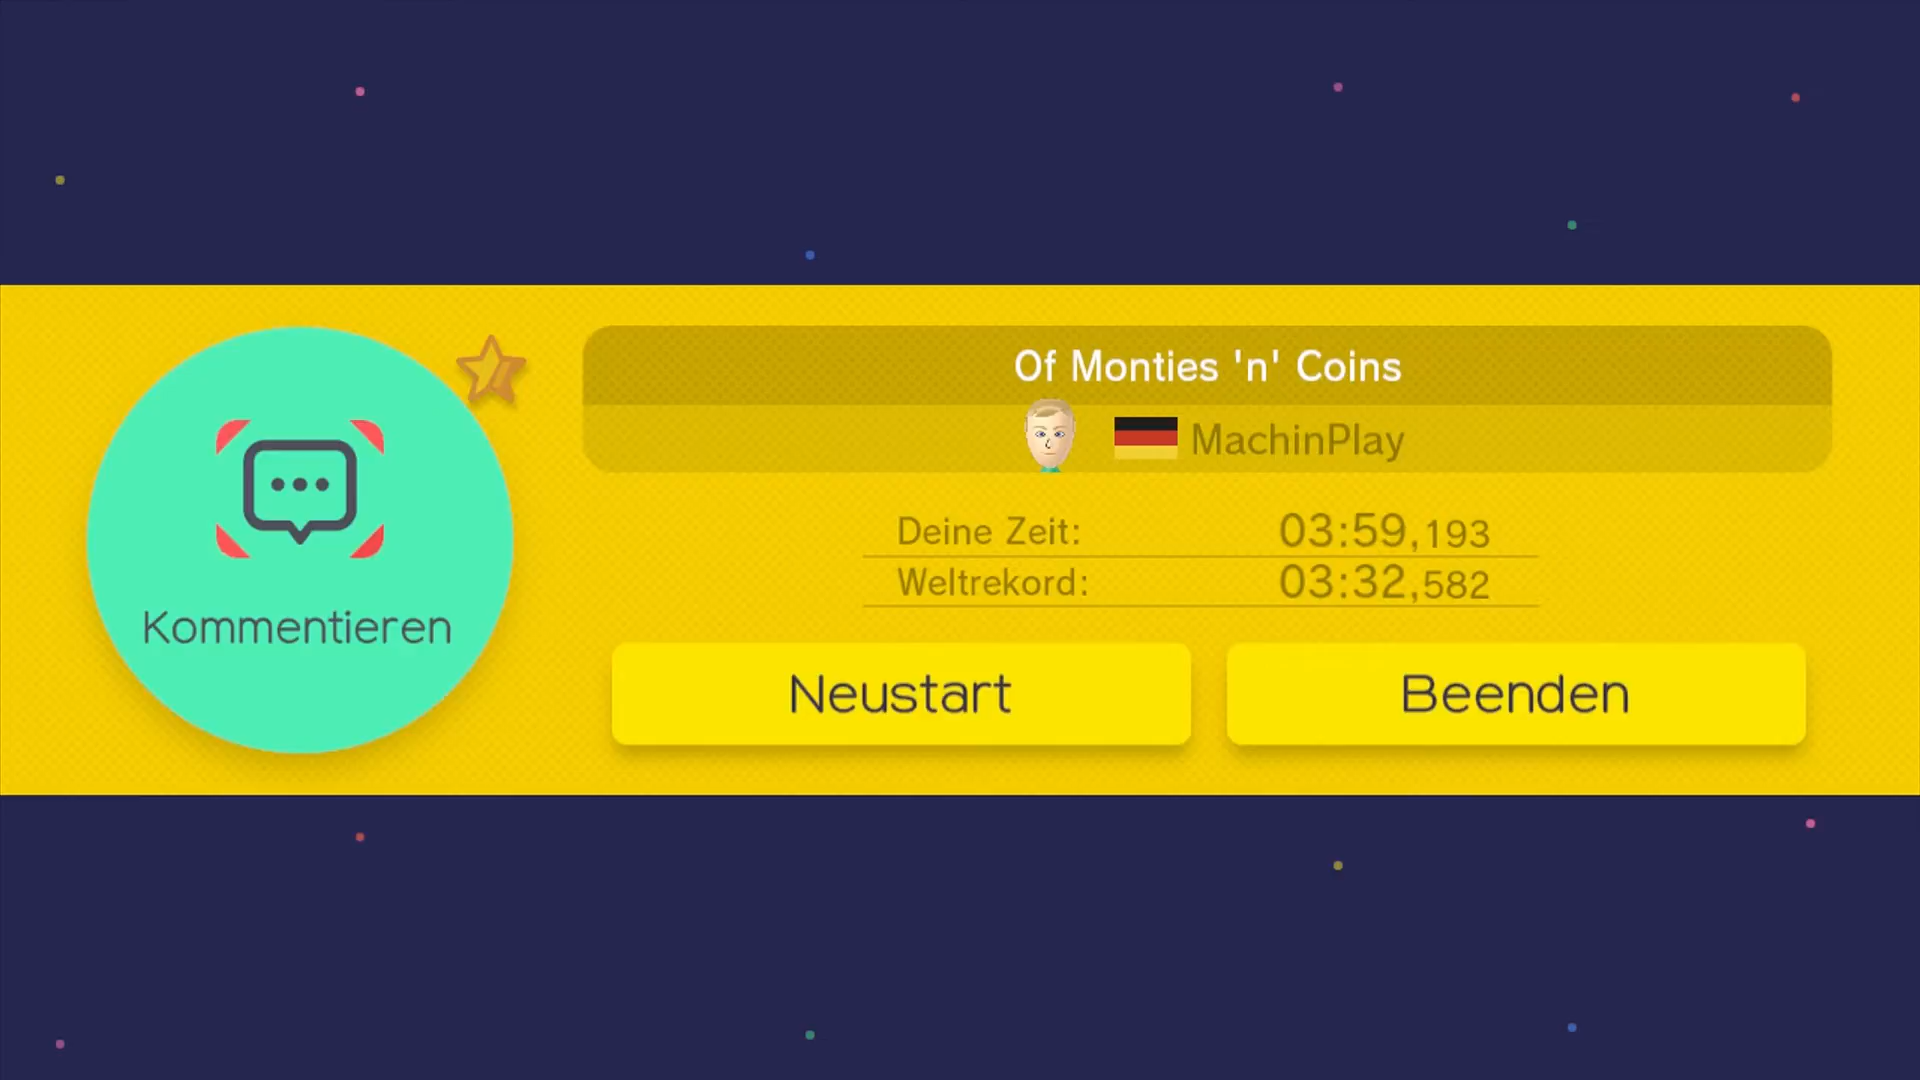 Of Monties 'n' Coins
MachinPlay
Deine Zeit: 03:59,193
Weltrekord: 03:32,582
Kommentieren
Neustart
Beenden